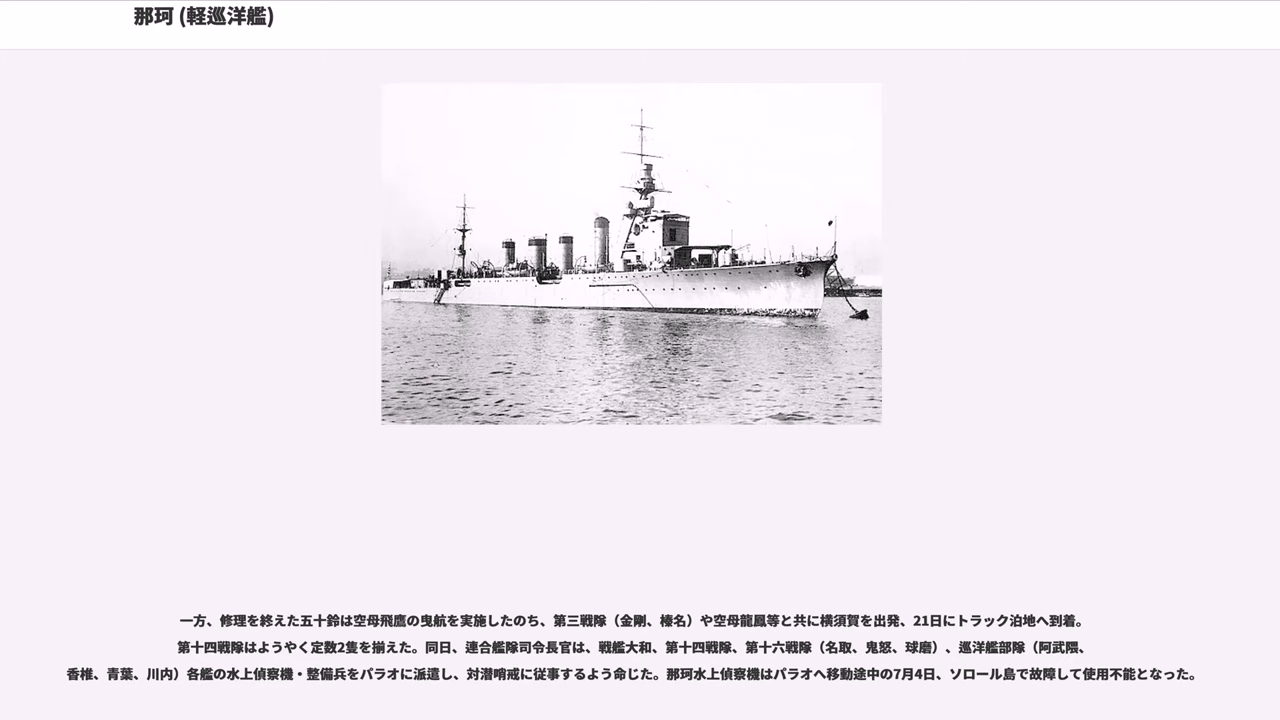 那珂 (軽巡洋艦)
一方、修理を終えた五十鈴は空母飛鷹の曳航を実施したのち、第三戦隊（金剛、榛名）や空母龍鳳等と共に横須賀を出発、21日にトラック泊地へ到着。
第十四戦隊はようやく定数2隻を揃えた。同日、連合艦隊司令長官は、戦艦大和、第十四戦隊、第十六戦隊（名取、鬼怒、球磨）、巡洋艦部隊（阿武隈、
香椎、青葉、川内）各艦の水上偵察機・整備兵をパラオに派遣し、対潜哨戒に従事するよう命じた。那珂水上偵察機はパラオへ移動途中の7月4日、ソロール島で故障して使用不能となった。